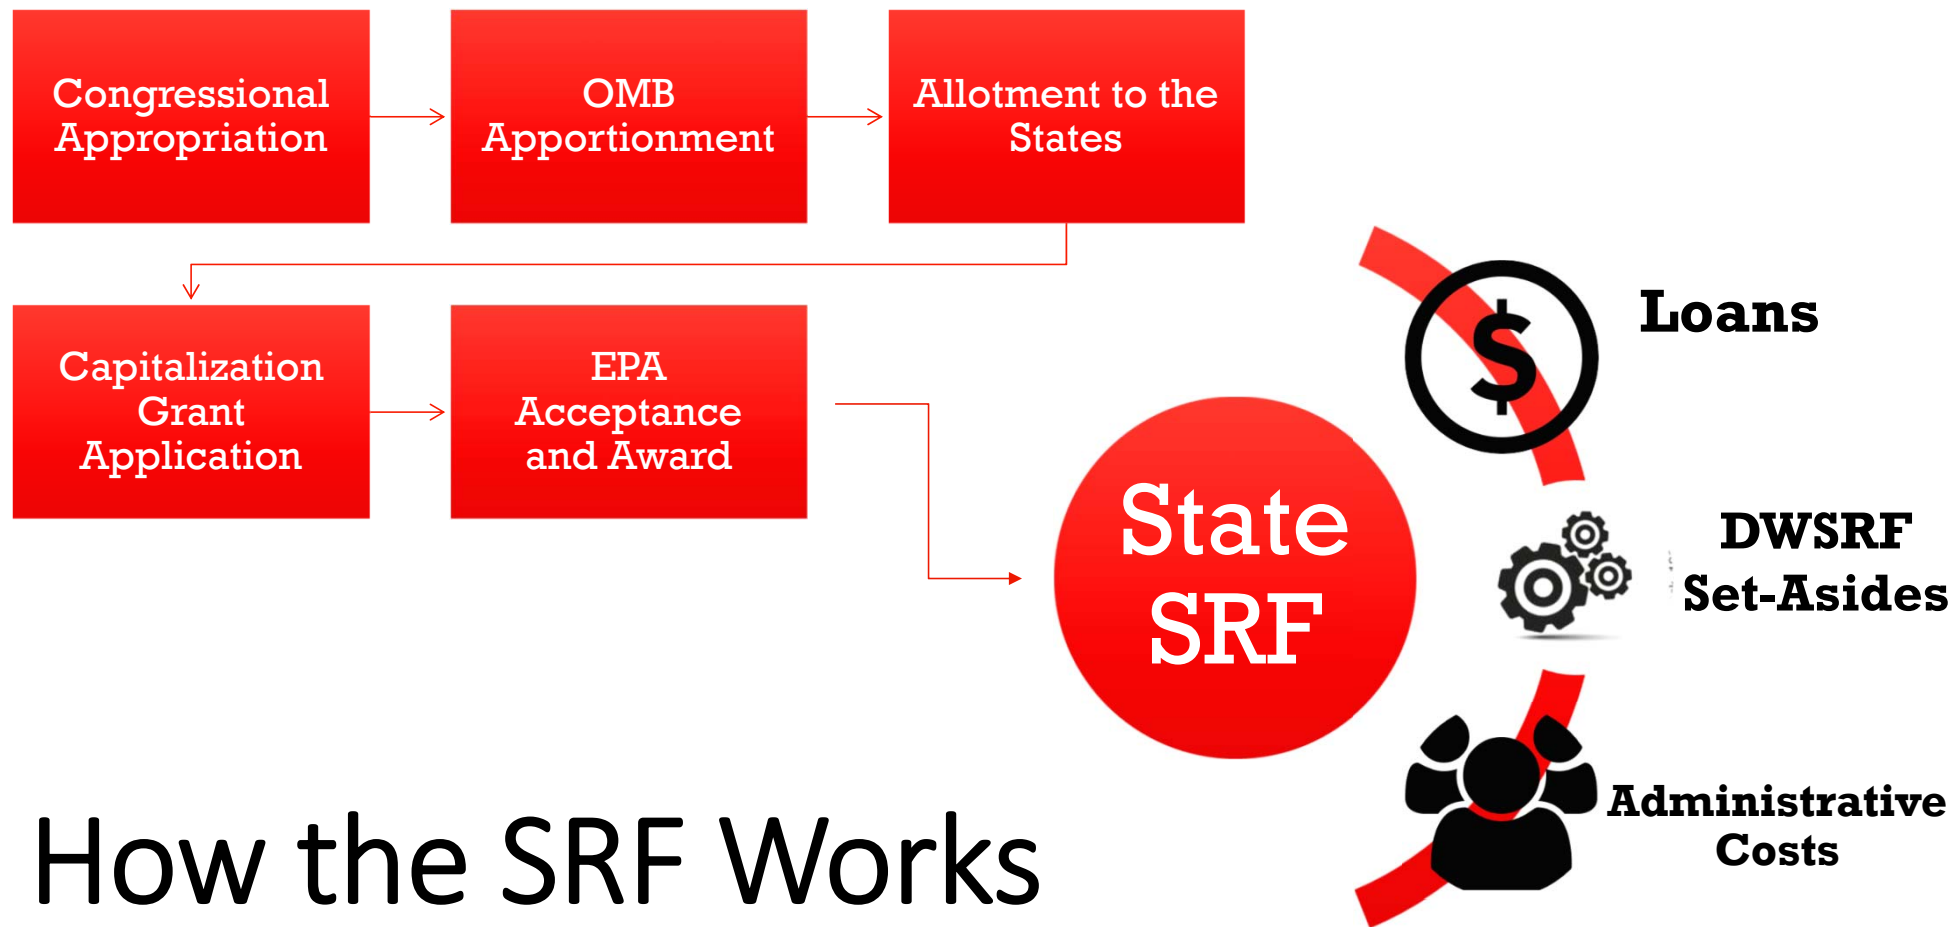 Congressional
Appropriation
OMB
Apportionment
Allotment to the
States
Capitalization
Grant
Application
EPA
Acceptance
and Award
State
SRF
Loans
DWSRF
Set-Asides
Administrative
Costs
How the SRF Works